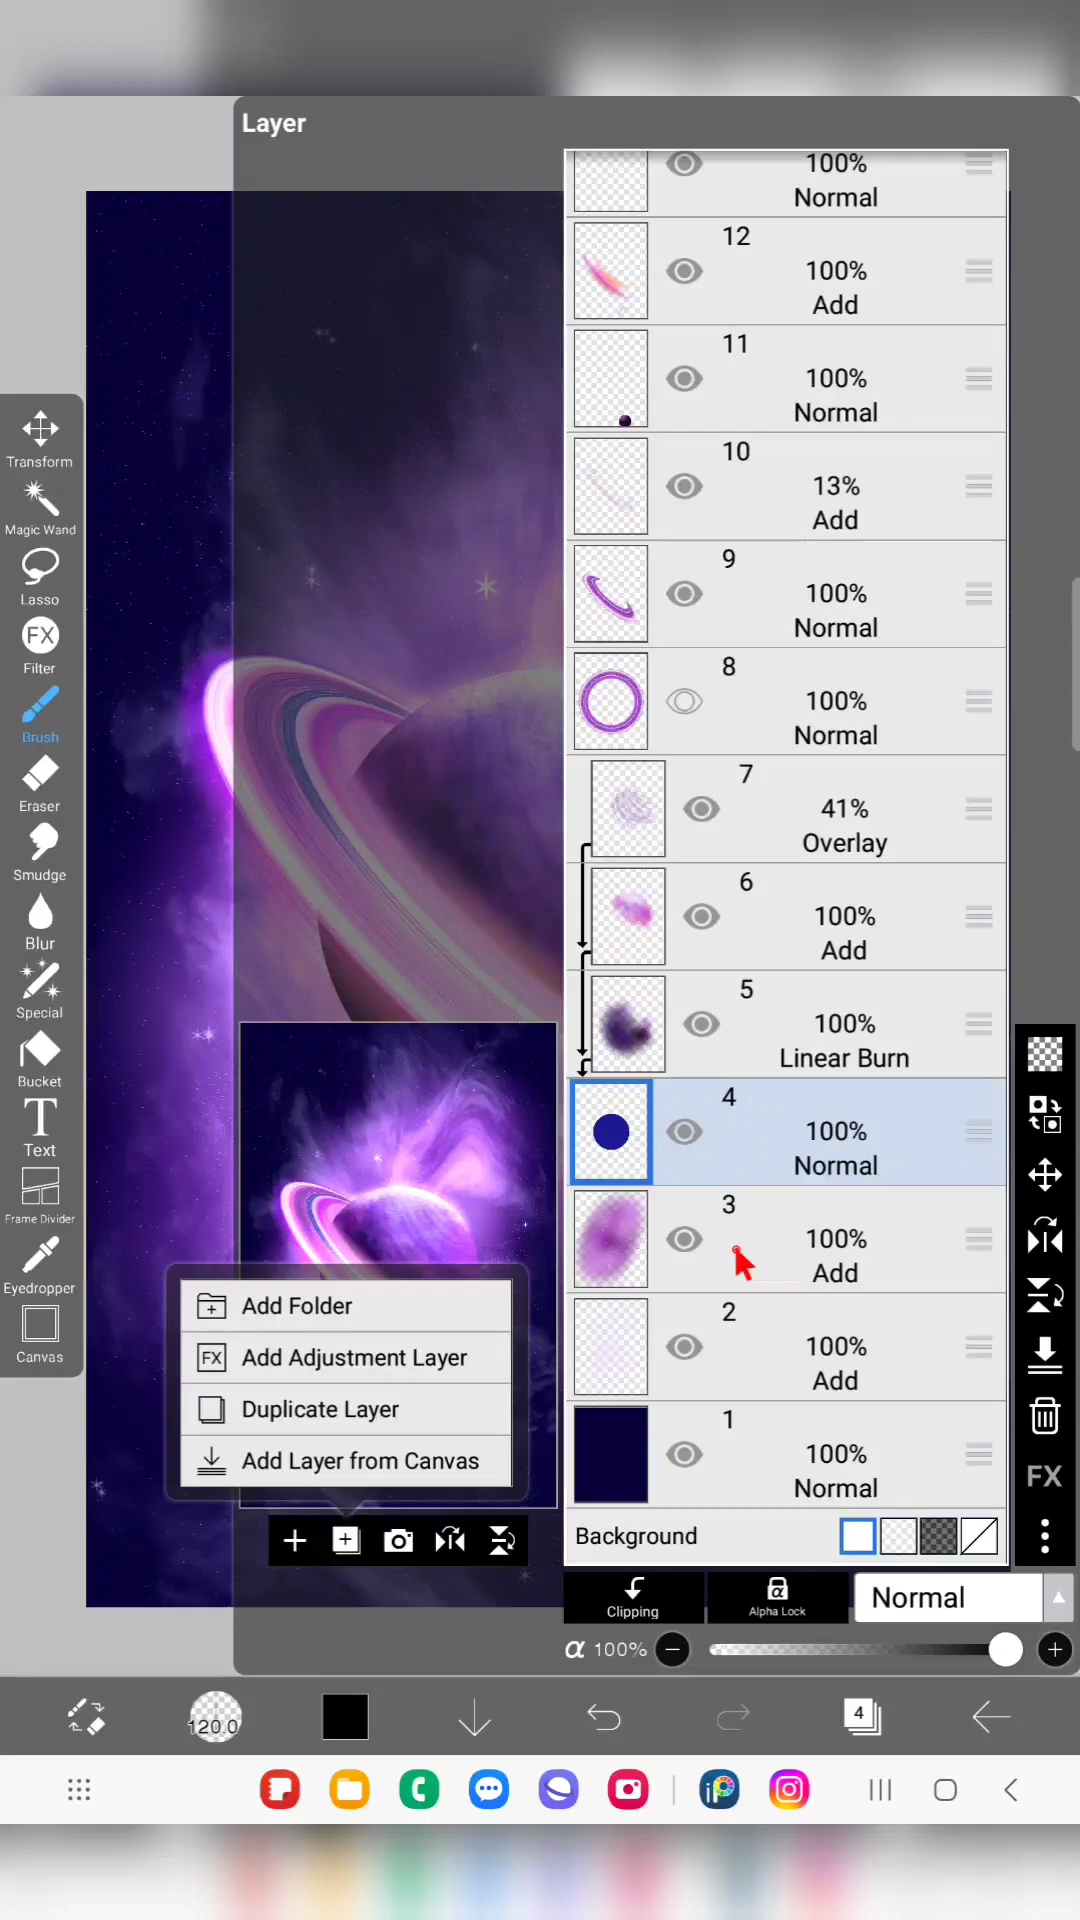 Layer
100%
Normal
12
100%
Add
11
100%
Normal
10
13%
Add
9
100%
Normal
8
100%
Normal
7
41%
Overlay
6
100%
Add
5
100%
Linear Burn
4
100%
Normal
3
100%
Add
2
100%
Add
1
100%
Normal
Background
Transform
Magic Wand
Lasso
FX
Filter
Brush
Eraser
Smudge
Blur
Special
Bucket
T
Text
Frame Divider
Eyedropper
Canvas
Add Folder
FX Add Adjustment Layer
Duplicate Layer
Add Layer from Canvas
FX
Clipping
α
Alpha Lock
Normal
α 100%
120.0
4
iP